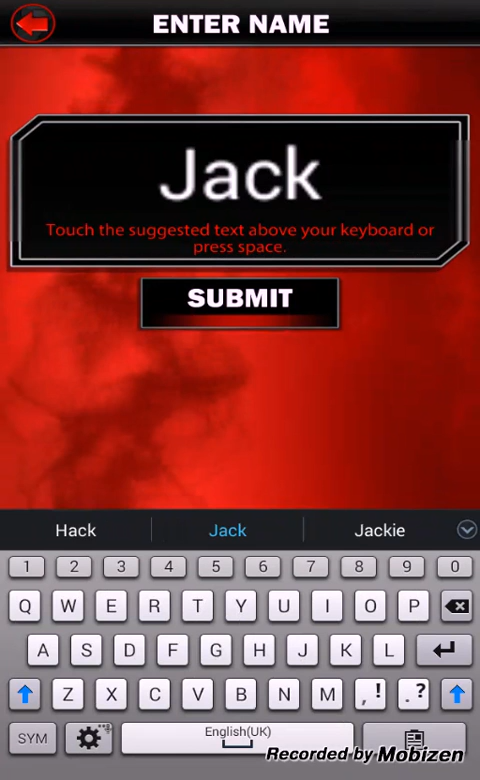 ENTER NAME
Jack
Touch the suggested text above your keyboard or
press space.
SUBMIT
Hack Jack Jackie
1 2 3 4 5 6 7 8 9 0
Q W E R T Y U I O P
A S D F G H J K L
Z X C V B N M , ! . ?
SYM English(UK)
Recorded by Mobizen